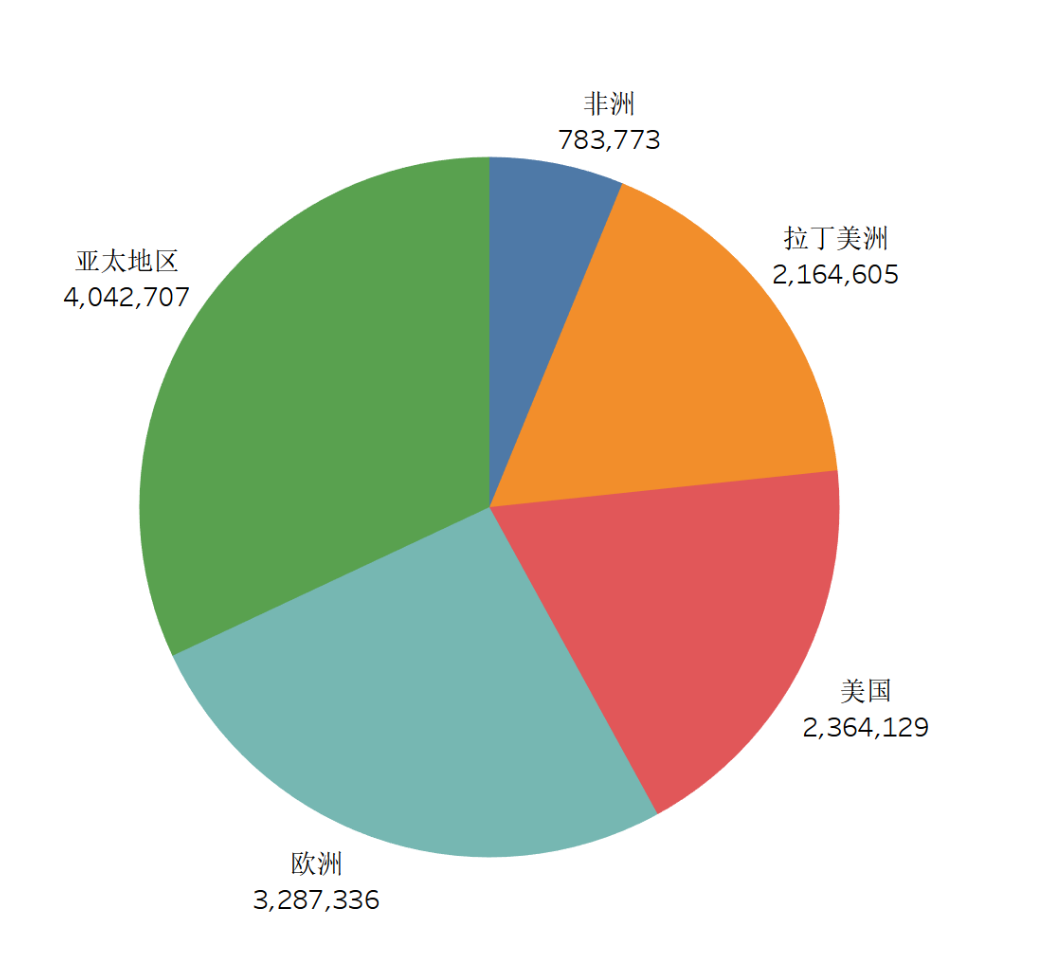 非洲
783,773
拉丁美洲
2,164,605
亚太地区
4,042,707
美国
2,364,129
欧洲
3,287,336